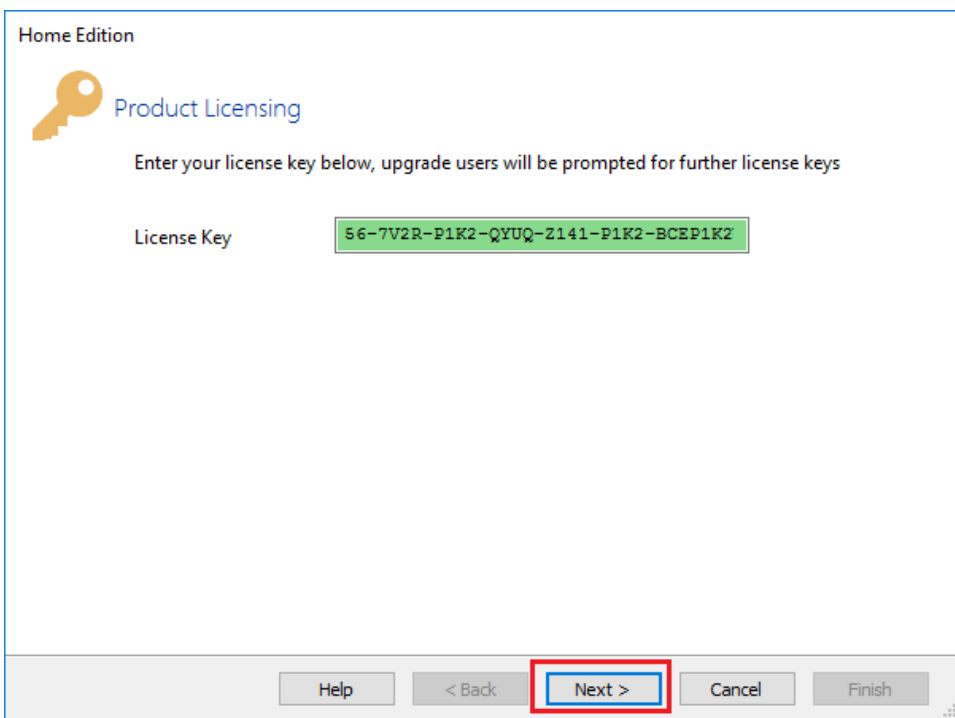 Home Edition
Product Licensing
Enter your license key below, upgrade users will be prompted for further license keys
License Key
56-7V2R-P1K2-QYUQ-Z141-P1K2-BCEP1K2
Help
< Back
Next >
Cancel
Finish